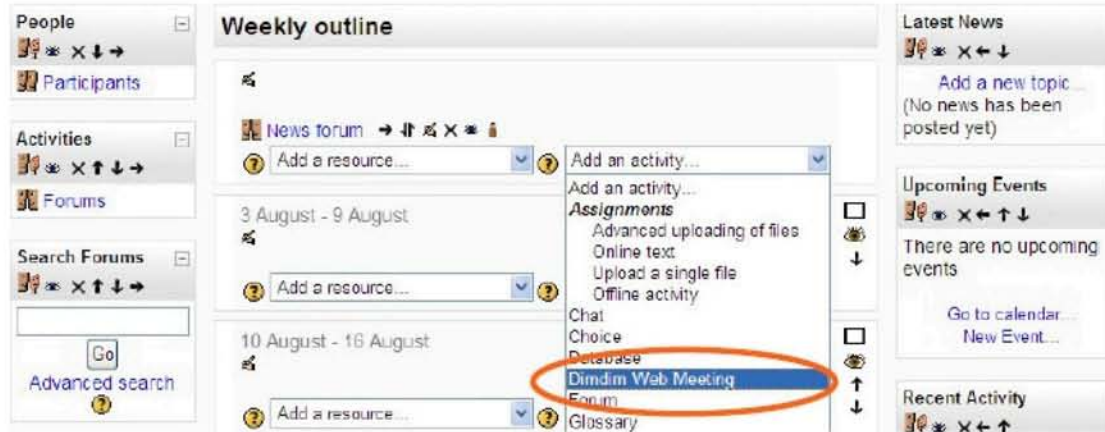 People
Participants
Activities
Forums
Search Forums
Go
Advanced search
Weekly outline
News forum
Add a resource...
Add an activity...
Add an activity...
Assignments
Advanced uploading of files
Online text
Upload a single file
Offline activity
Chat
Choice
Database
Dimdim Web Meeting
Forum
Glossary
3 August - 9 August
Add a resource...
10 August - 16 August
Add a resource...
Latest News
Add a new topic...
(No news has been
posted yet)
Upcoming Events
There are no upcoming
events
Go to calendar...
New Event...
Recent Activity